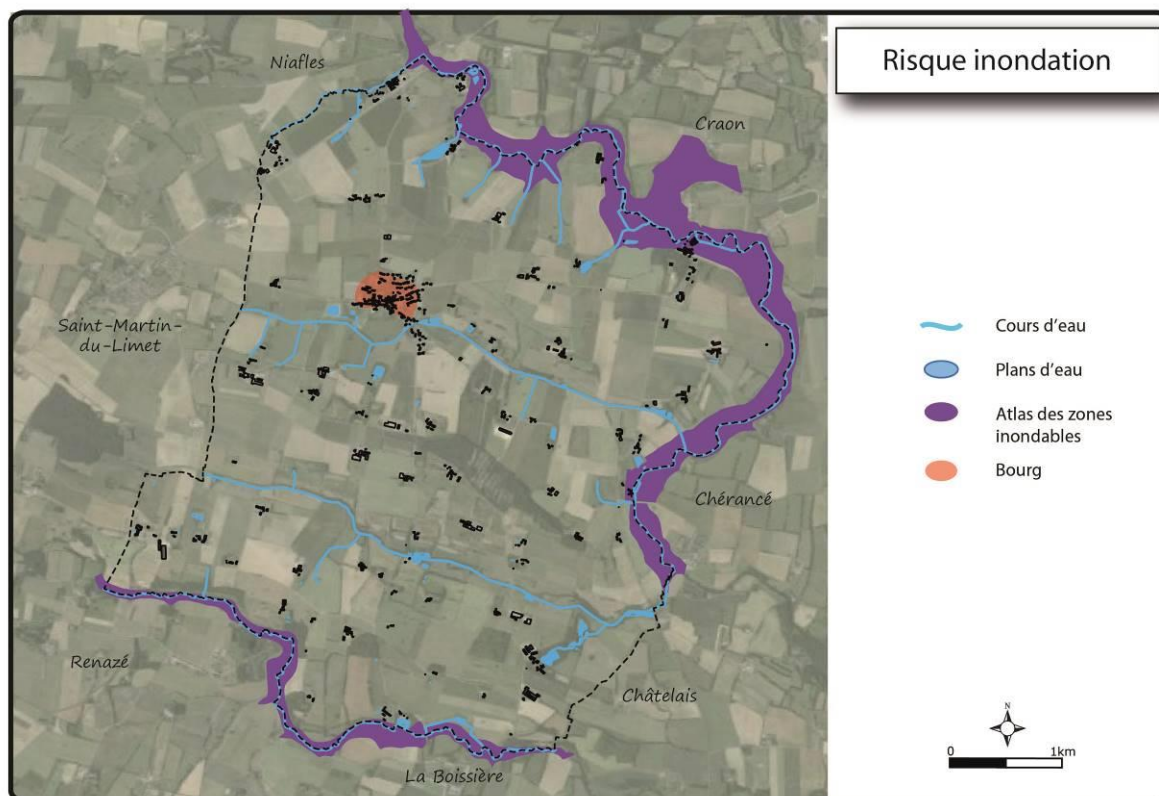 Risque inondation
Niafles
Craon
Saint-Martin-
du-Limet
Chérancé
Renazé
Châtelais
La Boissière
Cours d'eau
Plans d'eau
Atlas des zones
inondables
Bourg
N
0 1km